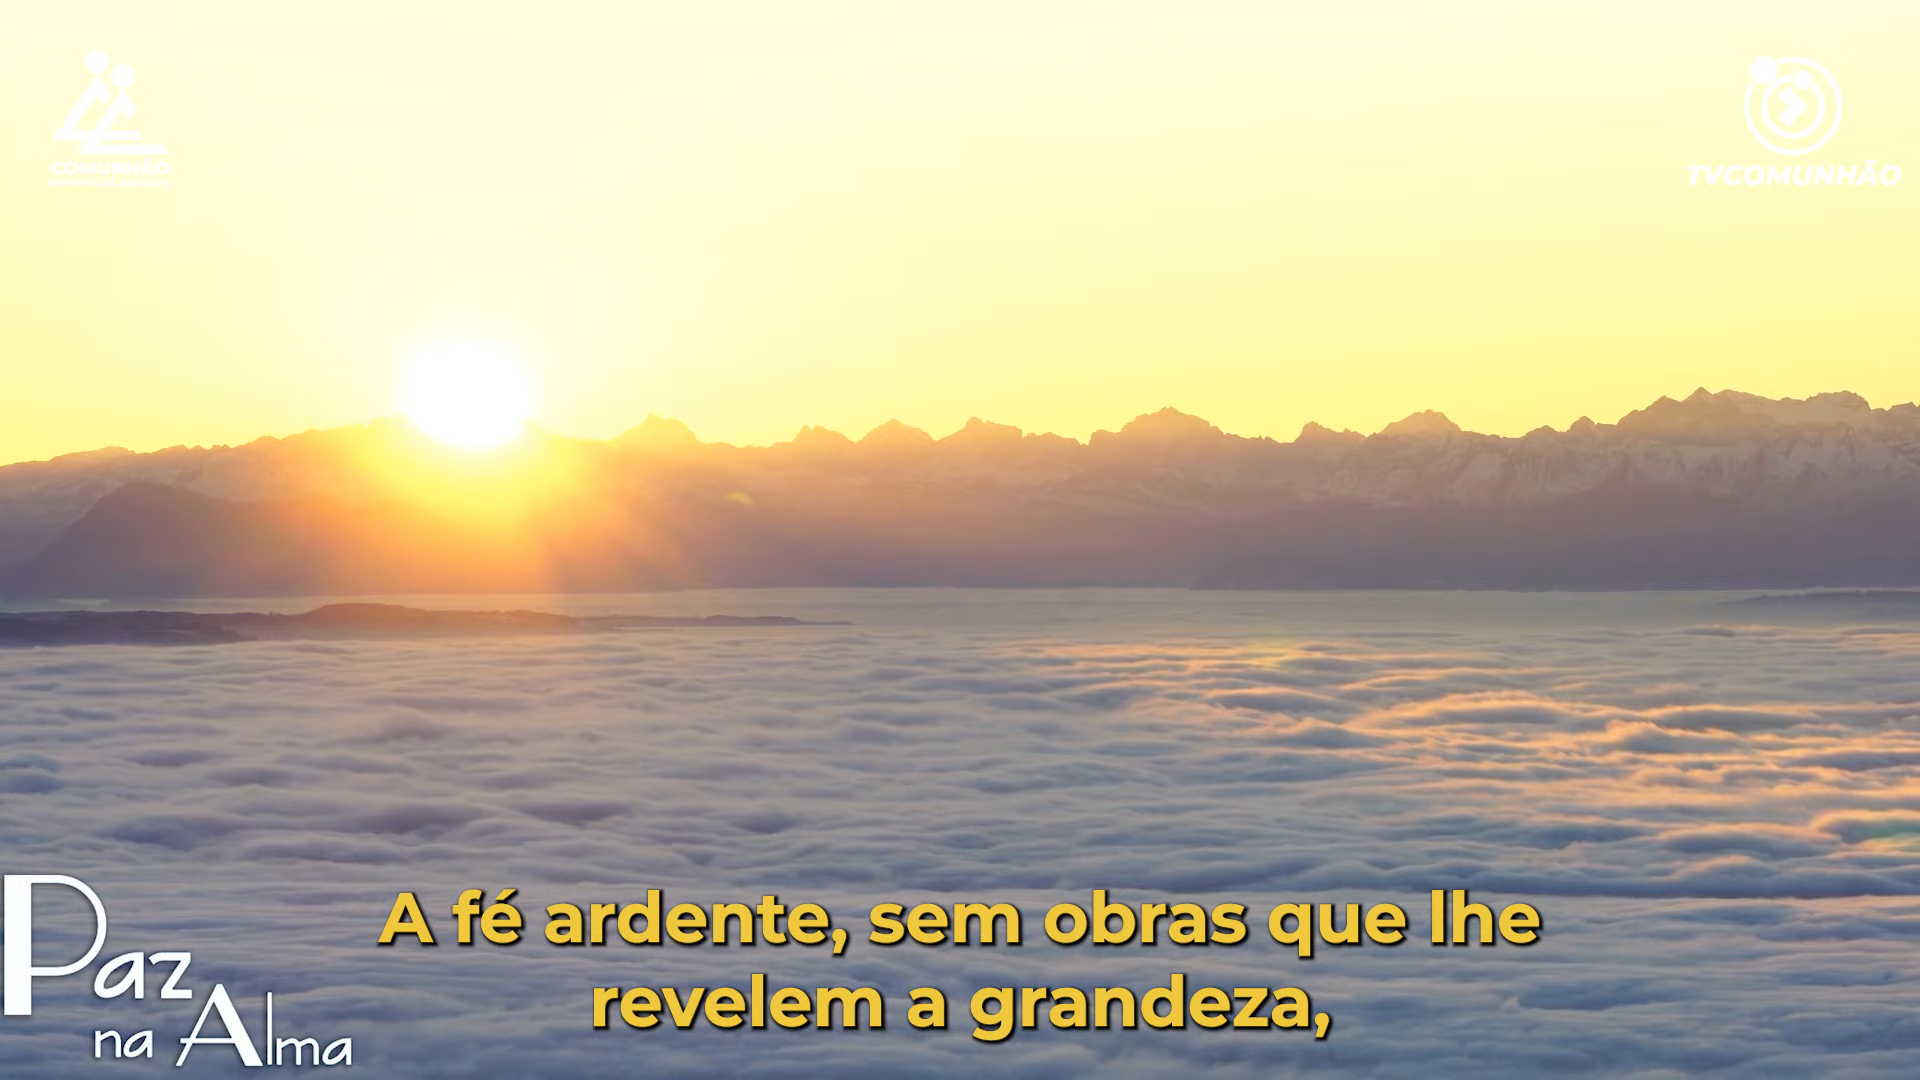 COMUNHÃO
TVCOMUNHÃO
A fé ardente, sem obras que lhe
revelem a grandeza,
Paz
na Alma